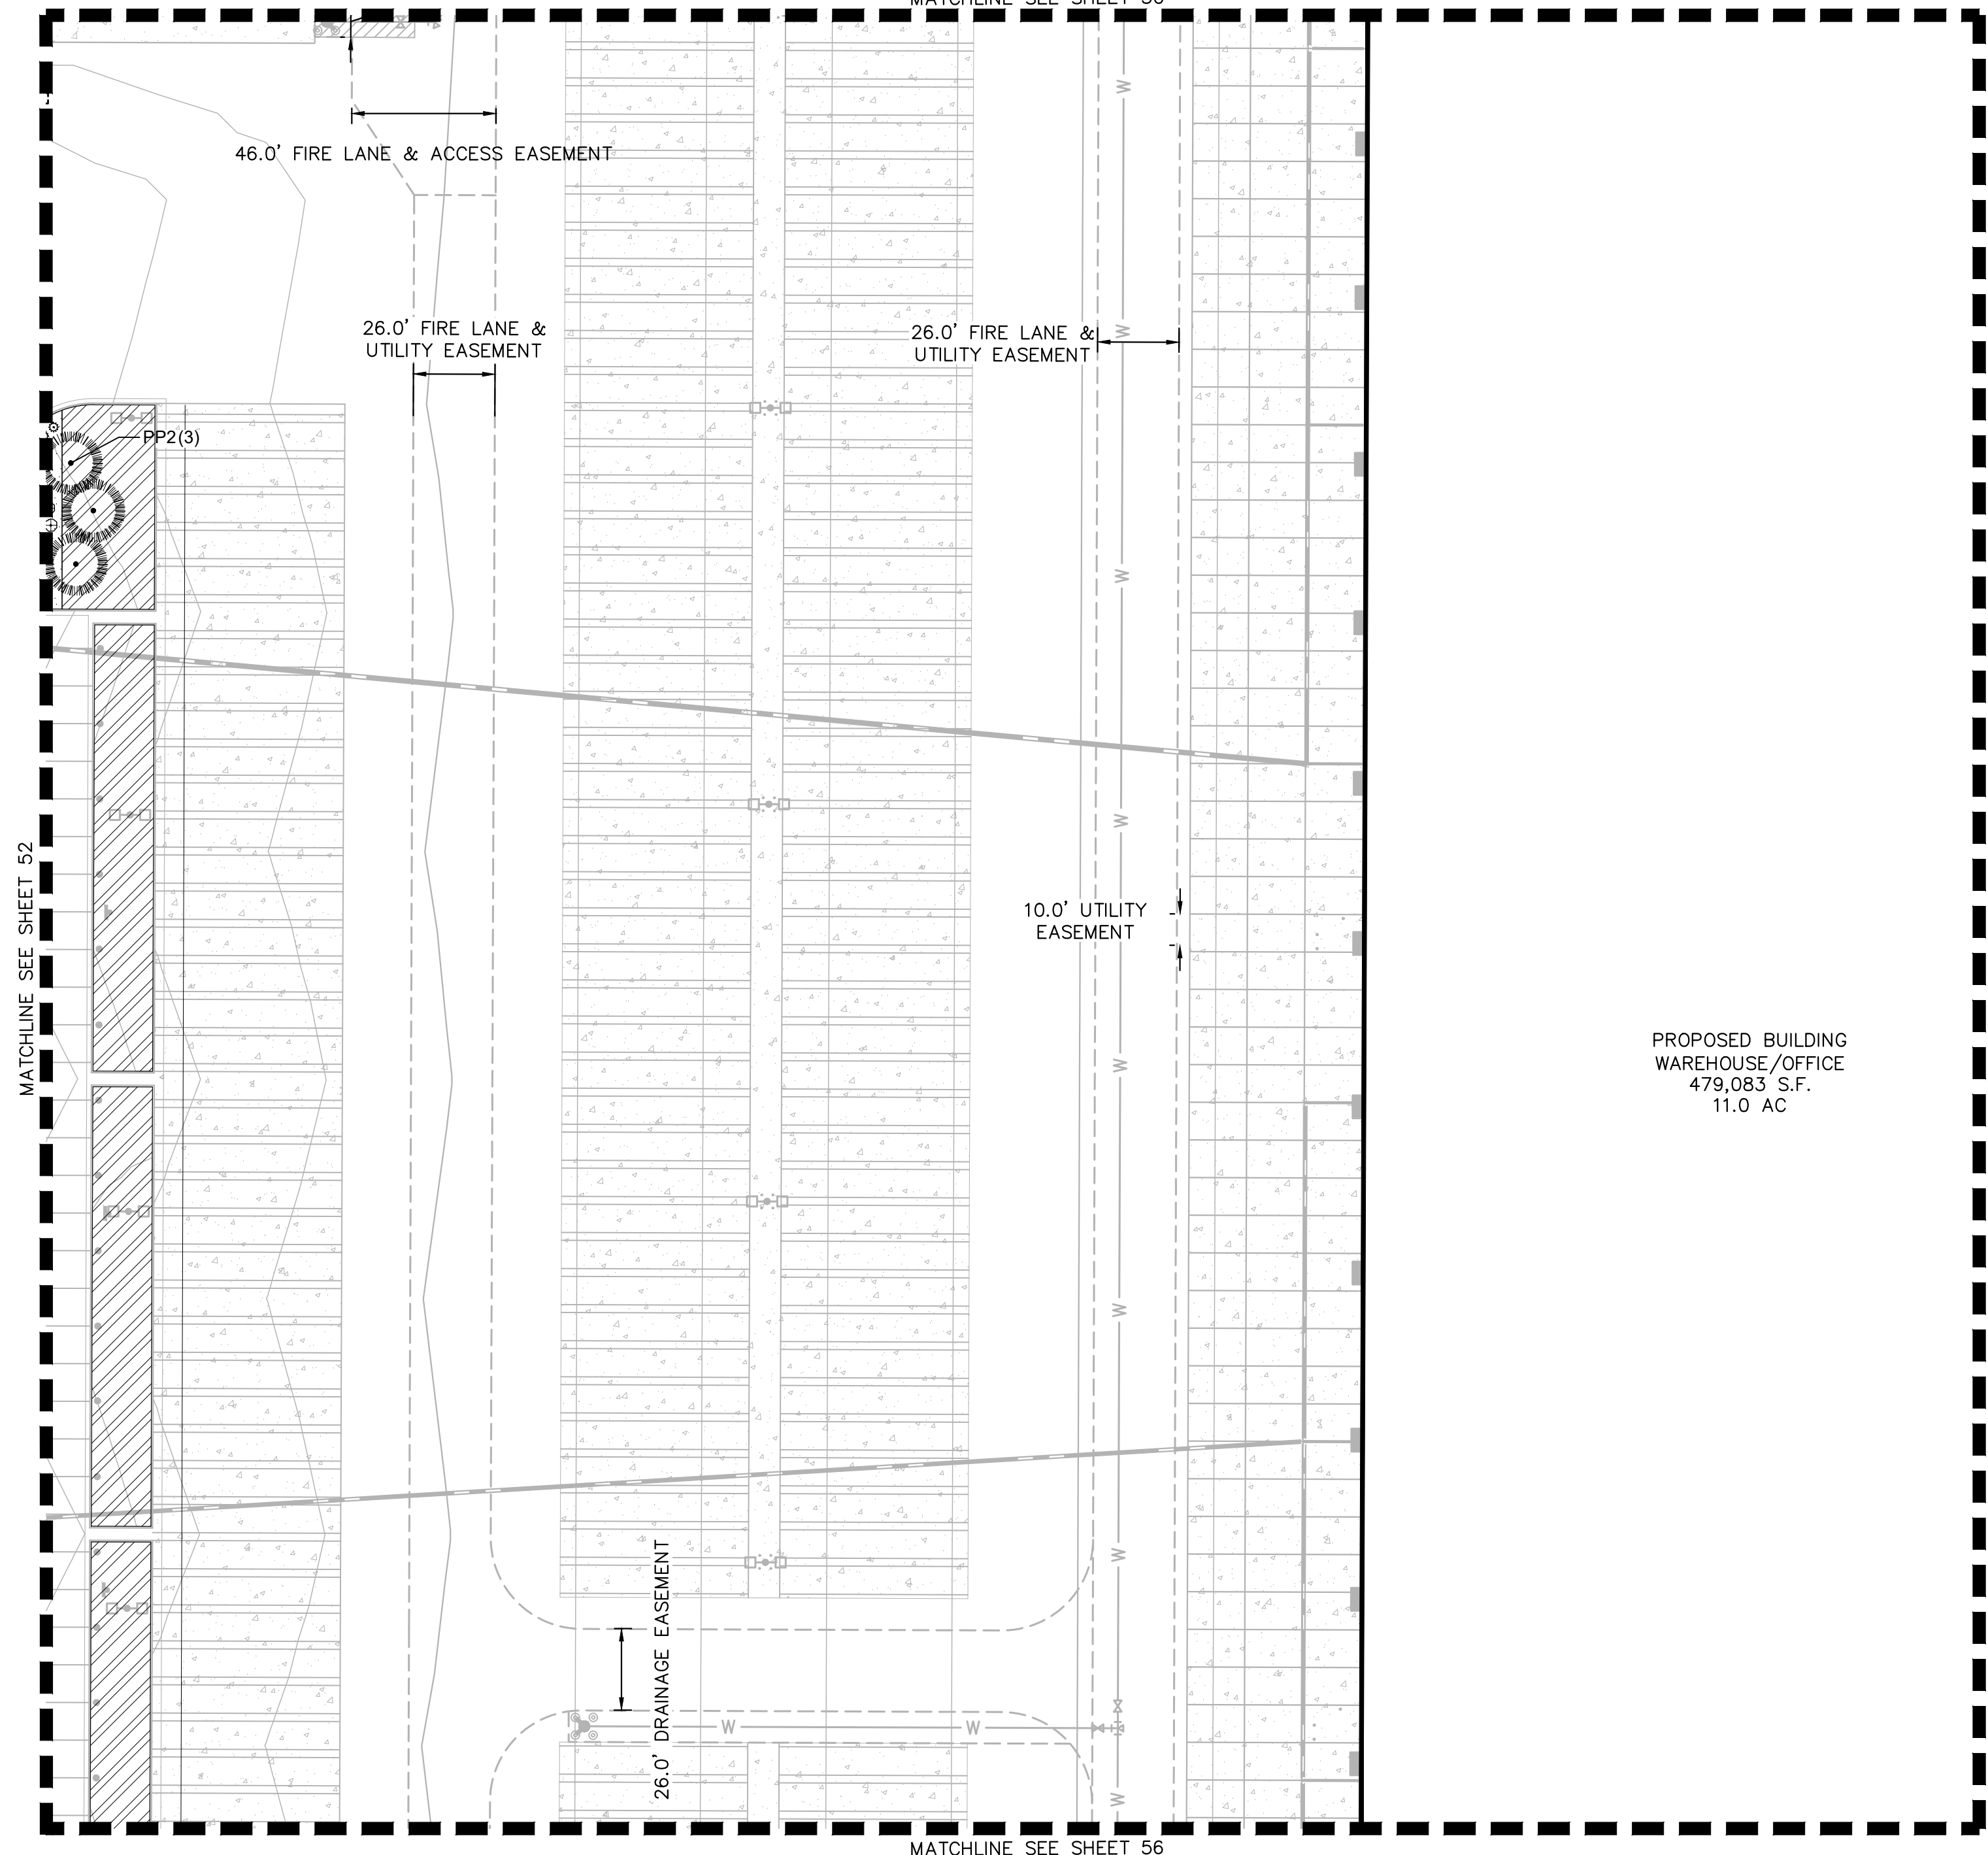 MATCHLINE SEE SHEET 50
46.0' FIRE LANE & ACCESS EASEMENT
26.0' FIRE LANE &
UTILITY EASEMENT
26.0' FIRE LANE &
UTILITY EASEMENT
W
W
PP2(3)
W
W
MATCHLINE SEE SHEET 52
10.0' UTILITY
EASEMENT
PROPOSED BUILDING
WAREHOUSE/OFFICE
479,083 S.F.
11.0 AC
W
W
W
26.0' DRAINAGE EASEMENT
W
W
W
MATCHLINE SEE SHEET 56